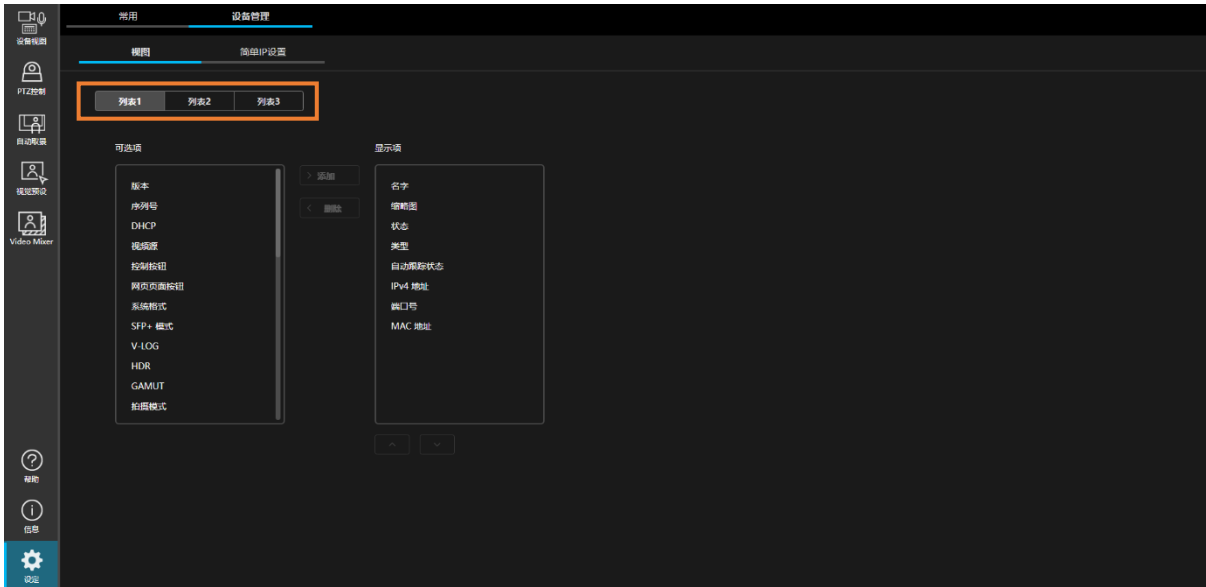 设备视图
PTZ控制
自动取景
视觉预设
Video Mixer
帮助
信息
设定
常用
设备管理
视图
简单IP设置
列表1
列表2
列表3
可选项
版本
序列号
DHCP
视频源
控制按钮
网页页面按钮
系统格式
SFP+ 模式
V-LOG
HDR
GAMUT
拍摄模式
添加
删除
显示项
名字
缩略图
状态
类型
自动跟踪状态
IPv4 地址
端口号
MAC 地址